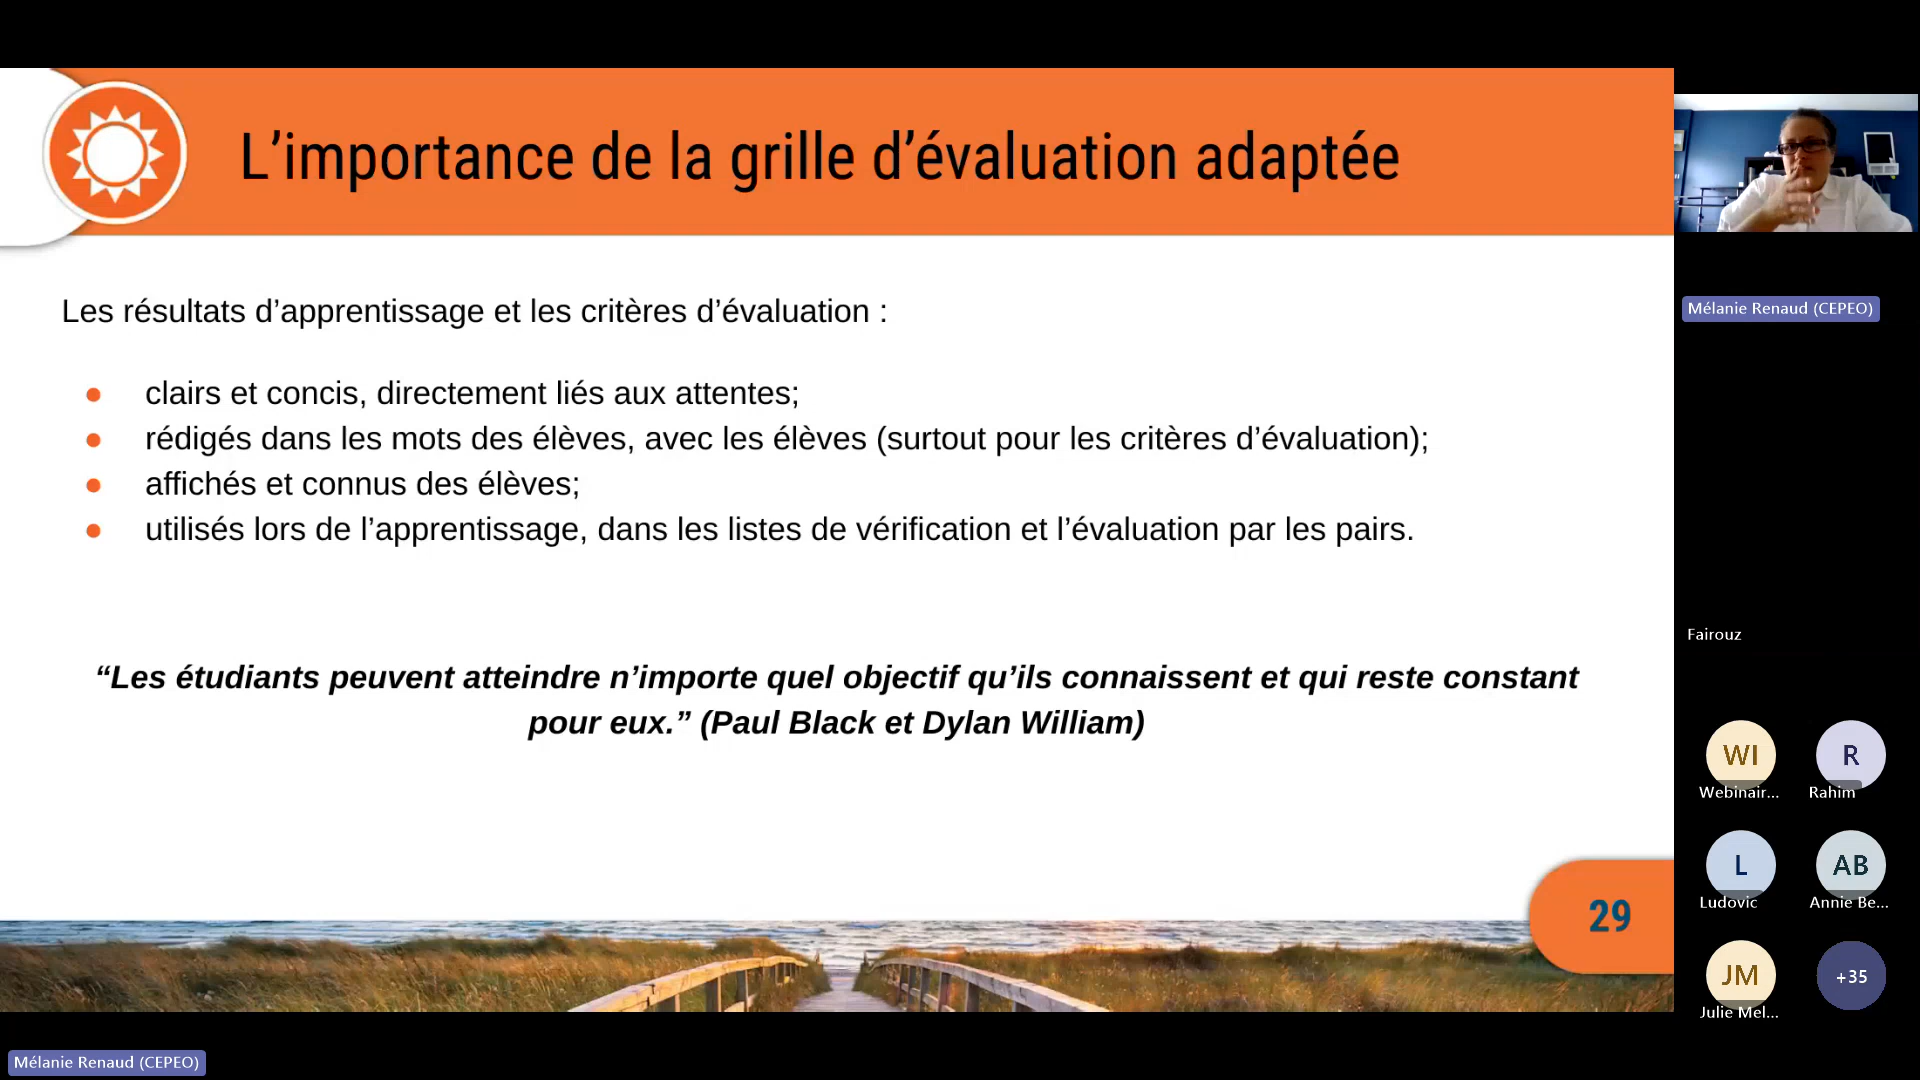 L’importance de la grille d’évaluation adaptée
Les résultats d’apprentissage et les critères d’évaluation :
● clairs et concis, directement liés aux attentes;
● rédigés dans les mots des élèves, avec les élèves (surtout pour les critères d’évaluation);
● affichés et connus des élèves;
● utilisés lors de l’apprentissage, dans les listes de vérification et l’évaluation par les pairs.
“Les étudiants peuvent atteindre n’importe quel objectif qu’ils connaissent et qui reste constant
pour eux.” (Paul Black et Dylan William)
29
Mélanie Renaud (CEPEO)
Fairouz
WI
Webinair...
R
Rahim
L
Ludovic
AB
Annie Be...
JM
Julie Mel...
+35
Mélanie Renaud (CEPEO)